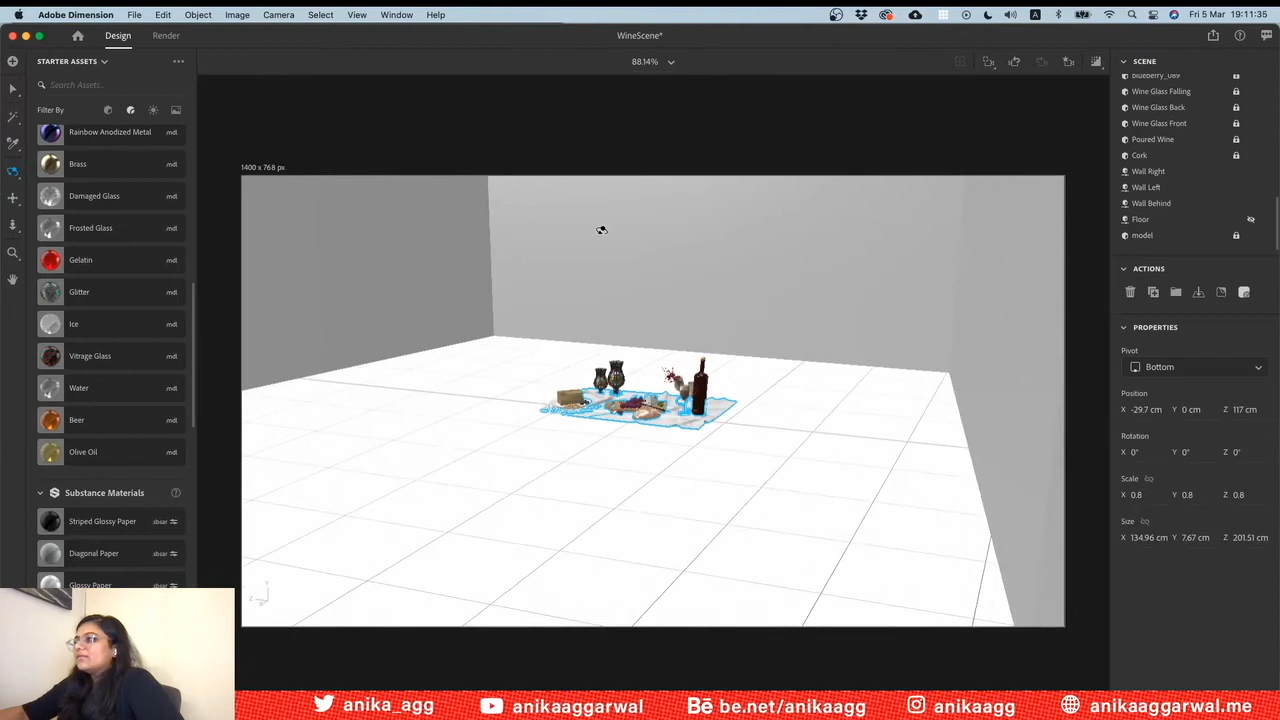 Adobe Dimension File Edit Object Image Camera Select View Window Help
A Fri 5 Mar 19:11:35
Design Render WineScene*
STARTER ASSETS
88.14%
Search Assets..
Filter By
Rainbow Anodized Metal .mdl
Brass .mdl
Damaged Glass .mdl
Frosted Glass .mdl
Gelatin .mdl
Glitter .mdl
Ice .mdl
Vitrage Glass .mdl
Water .mdl
Beer .mdl
Olive Oil .mdl
Substance Materials
Striped Glossy Paper .sbsar
Diagonal Paper .sbsar
Glossy Paper .sbsar
1400 x 768 px
Z Y X
SCENE
blueberry_089
Wine Glass Falling
Wine Glass Back
Wine Glass Front
Poured Wine
Cork
Wall Right
Wall Left
Wall Behind
Floor
model
ACTIONS
PROPERTIES
Pivot
Bottom
Position
X -29.7 cm Y 0 cm Z 117 cm
Rotation
X 0° Y 0° Z 0°
Scale
X 0.8 Y 0.8 Z 0.8
Size
X 134.96 cm Y 7.67 cm Z 201.51 cm
anika_agg anikaaggarwal Bē be.net/anikaagg anikaagg anikaaggarwal.me